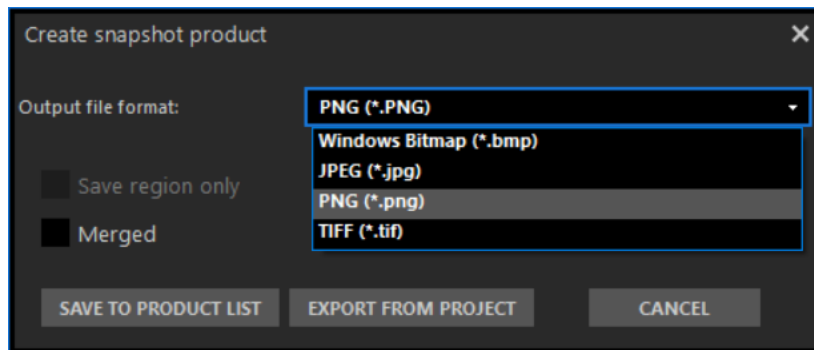 Create snapshot product
Output file format:
PNG (*.PNG)
Windows Bitmap (*.bmp)
JPEG (*.jpg)
PNG (*.png)
TIFF (*.tif)
Save region only
Merged
SAVE TO PRODUCT LIST
EXPORT FROM PROJECT
CANCEL